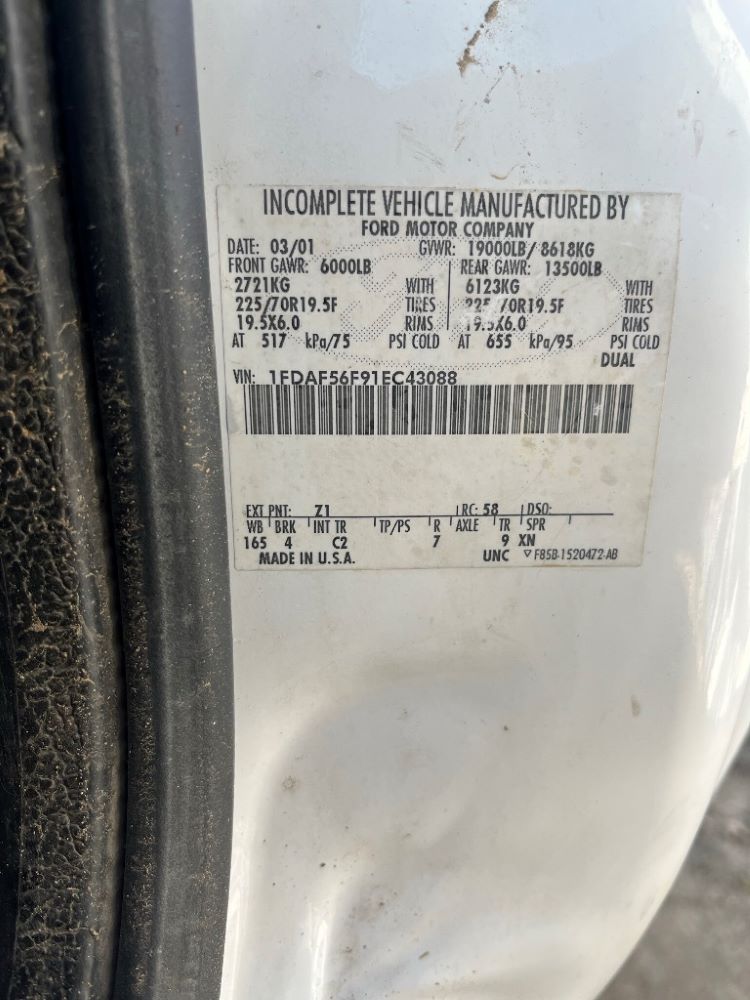 INCOMPLETE VEHICLE MANUFACTURED BY
FORD MOTOR COMPANY
DATE: 03/01 GVWR: 19000LB/ 8618KG
FRONT GAWR: 6000LB REAR GAWR: 13500LB
2721KG WITH 6123KG WITH
225/70R19.5F TIRES 225/70R19.5F TIRES
19.5X6.0 RIMS 19.5X6.0 RIMS
AT 517 kPa/75 PSI COLD AT 655 kPa/95 PSI COLD
DUAL
VIN: 1FDAF56F91EC43088
EXT PNT: Z1 RC: 58 DSO:
WB BRK INT TR TP/PS R AXLE TR SPR
165 4 C2 7 9 XN
MADE IN U.S.A. UNC ▽ F85B-1520472-AB